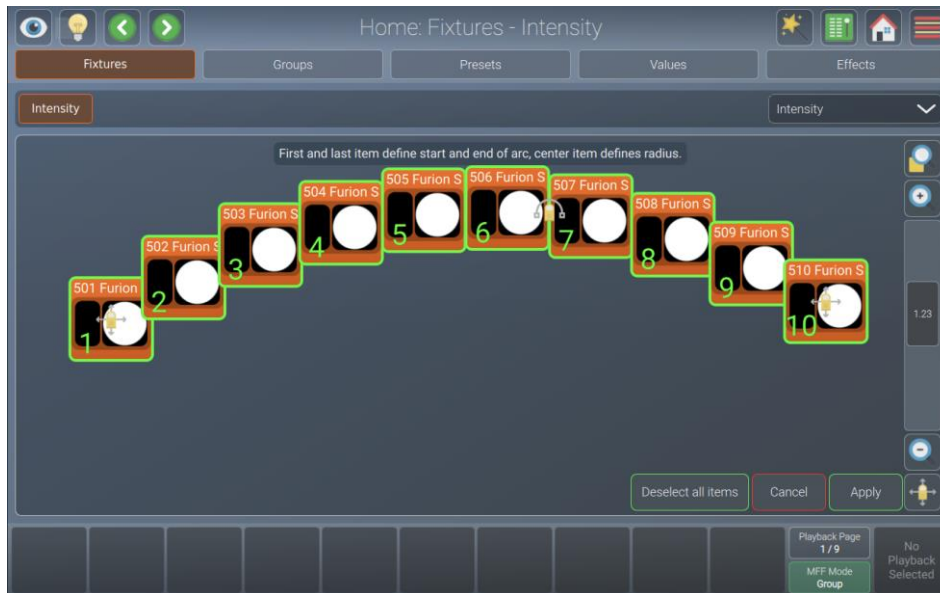 Home: Fixtures - Intensity
Fixtures
Groups
Presets
Values
Effects
Intensity
Intensity
First and last item define start and end of arc, center item defines radius.
501 Furion
1
502 Furion S
2
503 Furion S
3
504 Furion S
4
505 Furion S
5
506 Furion S
6
507 Furion S
7
508 Furion S
8
509 Furion S
9
510 Furion S
10
1.23
Deselect all items
Cancel
Apply
Playback Page
1/9
MFF Mode
Group
No
Playback
Selected